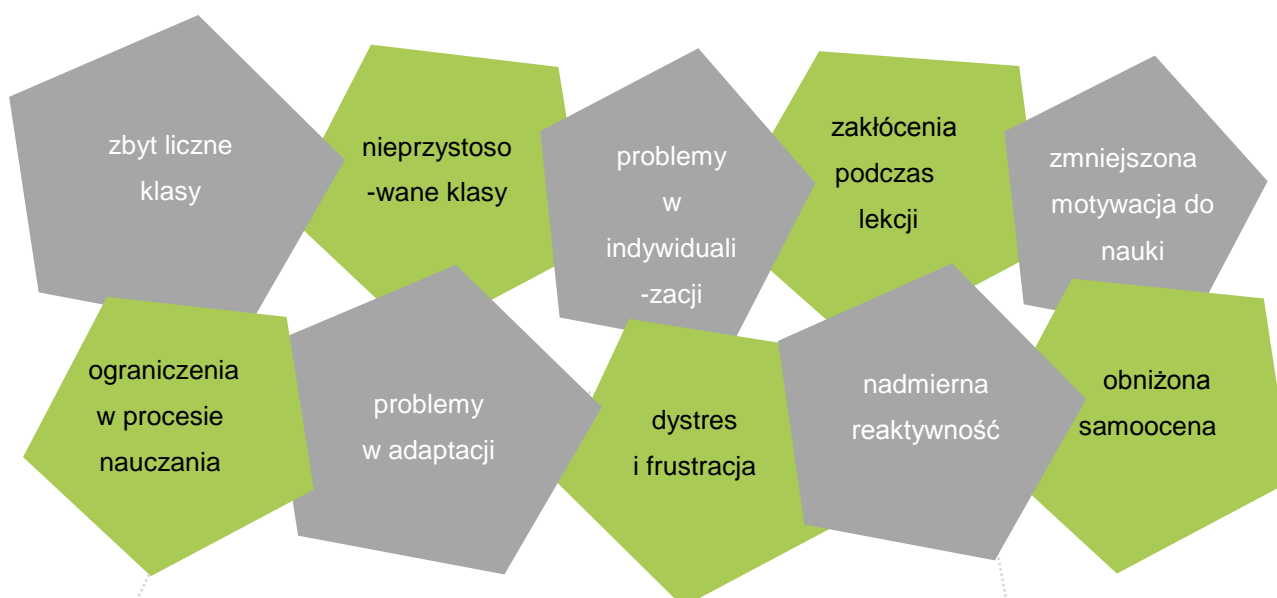 zbyt liczne
klasy
nieprzystoso
-wane klasy
problemy
w
indywiduali
-zacji
zakłócenia
podczas
lekcji
zmniejszona
motywacja do
nauki
ograniczenia
w procesie
nauczania
problemy
w adaptacji
dystres
i frustracja
nadmierna
reaktywność
obniżona
samoocena